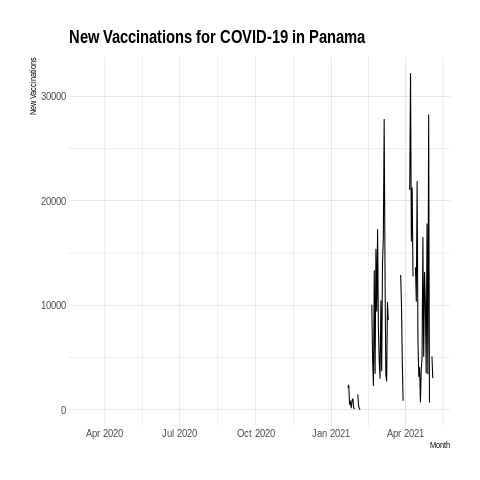 New Vaccinations for COVID-19 in Panama
New Vaccinations
30000
20000
10000
0
Apr 2020 Jul 2020 Oct 2020 Jan 2021 Apr 2021
Month